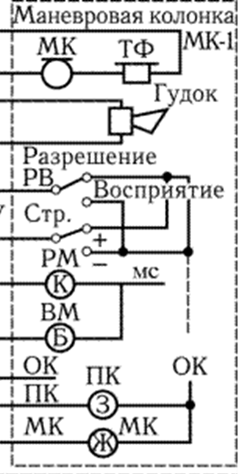 Маневровая колонка
МК ТФ МК-1
Гудок
Разрешение
РВ Восприятие
Стр. +
РМ –
К мс
ВМ
Б
ОК ОК
ПК ПК
З
МК МК
Ж